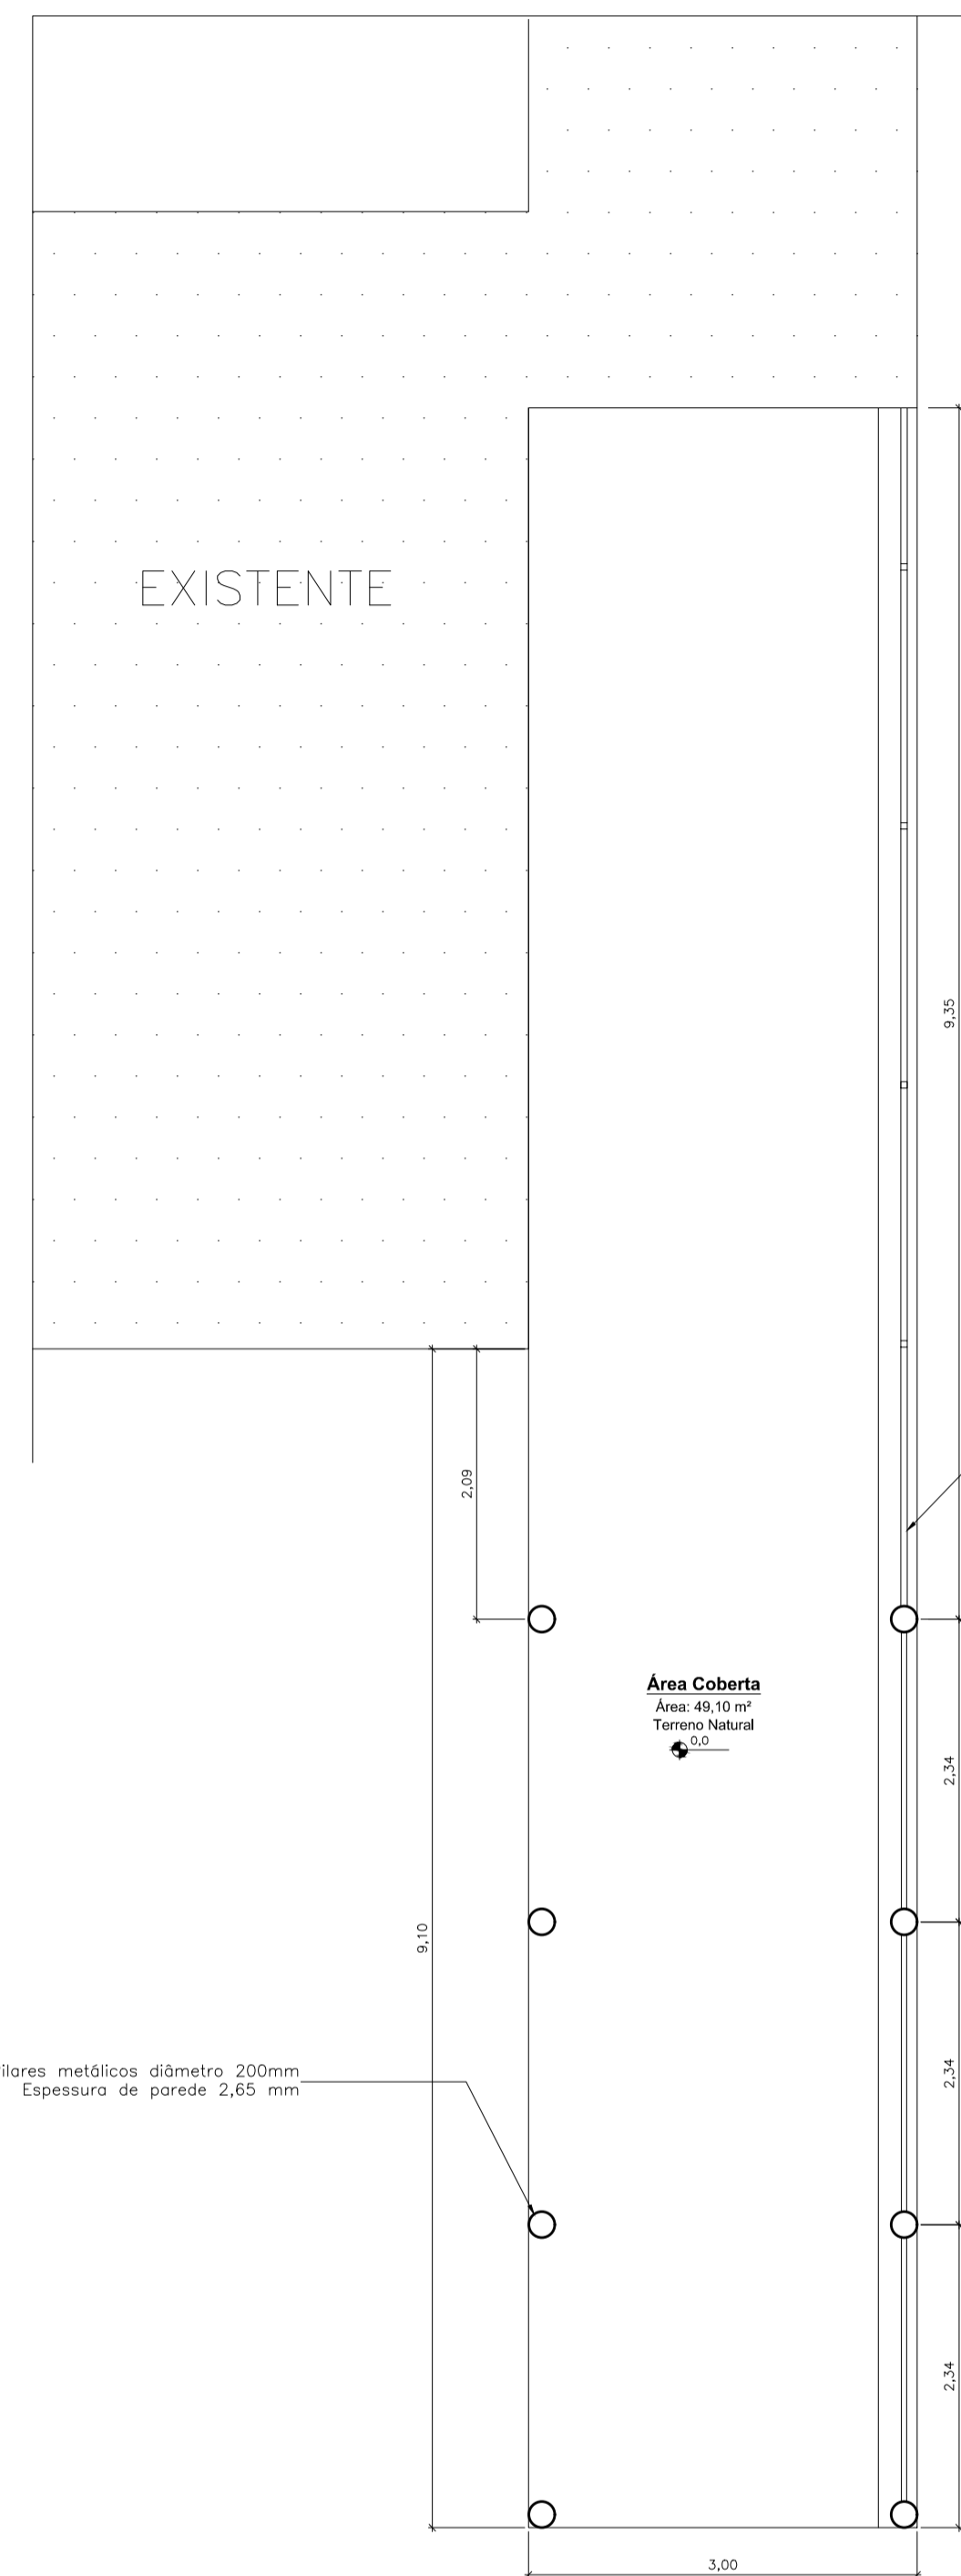 EXISTENTE
9,35
2,09
Área Coberta
Área: 49,10 m²
Terreno Natural
0,0
2,34
9,10
metálicos diâmetro 200mm
Espessura de parede 2,65 mm
2,34
2,34
3,00